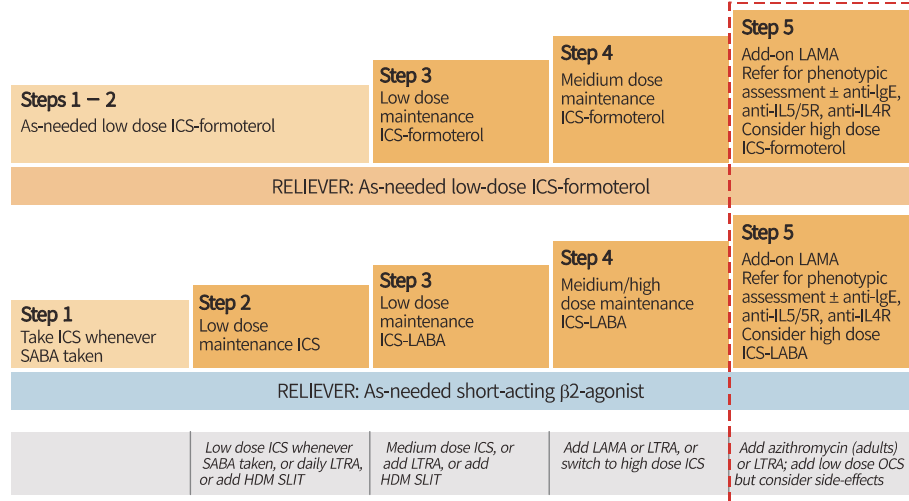 Steps 1 – 2
As-needed low dose ICS-formoterol
Step 3
Low dose
maintenance
ICS-formoterol
Step 4
Meidium dose
maintenance
ICS-formoterol
Step 5
Add-on LAMA
Refer for phenotypic
assessment ± anti-lgE,
anti-IL5/5R, anti-IL4R
Consider high dose
ICS-formoterol
RELIEVER: As-needed low-dose ICS-formoterol
Step 1
Take ICS whenever
SABA taken
Step 2
Low dose
maintenance ICS
Step 3
Low dose
maintenance
ICS-LABA
Step 4
Meidium/high
dose maintenance
ICS-LABA
Step 5
Add-on LAMA
Refer for phenotypic
assessment ± anti-lgE,
anti-IL5/5R, anti-IL4R
Consider high dose
ICS-LABA
RELIEVER: As-needed short-acting β2-agonist
Low dose ICS whenever
SABA taken, or daily LTRA,
or add HDM SLIT
Medium dose ICS, or
add LTRA, or add
HDM SLIT
Add LAMA or LTRA, or
switch to high dose ICS
Add azithromycin (adults)
or LTRA; add low dose OCS
but consider side-effects